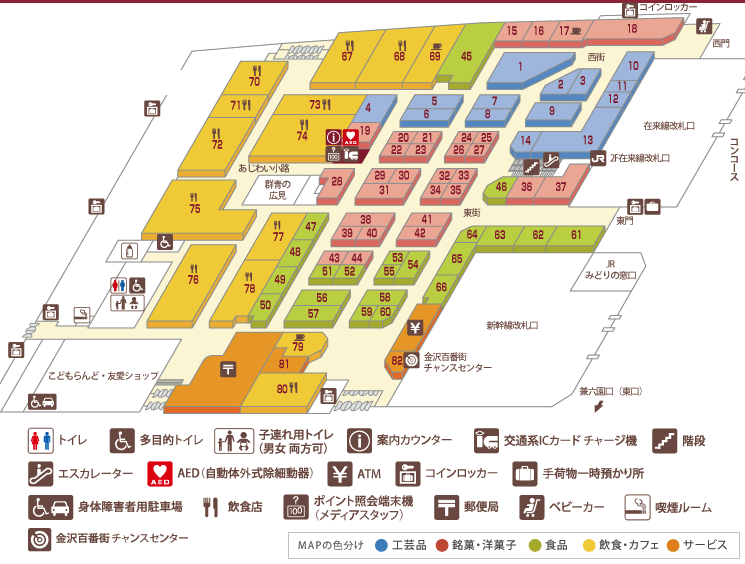 コインロッカー
15 16 17 18
西門
67 68 69 45
西街
1 2 3 10 11 12
70 71 72 73 74
4 5 6 7 8 9
14 13
在来線改札口
コンコース
2F在来線改札口
JR
19 AED
?
100
20 21 22 23
24 25 26 27
あじわい小路
群青の
広見
28 29 30 31
32 33 34 35
46 36 37
75
東街
東門
38 39 40 41 42
47 48 49 50
77 78 76
43 44 51 52 53 54 55
64 63 62 61
65 66
JR
みどりの窓口
56 57 58 59 60
新幹線改札口
79 80 81 82
金沢百番街
チャンスセンター
こどもらんど・友愛ショップ
兼六園口(東口)
トイレ
多目的トイレ
子連れ用トイレ
(男女 両方可)
案内カウンター
交通系ICカード チャージ機
階段
エスカレーター
AED
AED(自動体外式除細動器)
ATM
コインロッカー
手荷物一時預かり所
身体障害者用駐車場
飲食店
?
100
ポイント照会端末機
(メディアスタッフ)
郵便局
ベビーカー
喫煙ルーム
金沢百番街 チャンスセンター
MAPの色分け
工芸品
銘菓・洋菓子
食品
飲食・カフェ
サービス